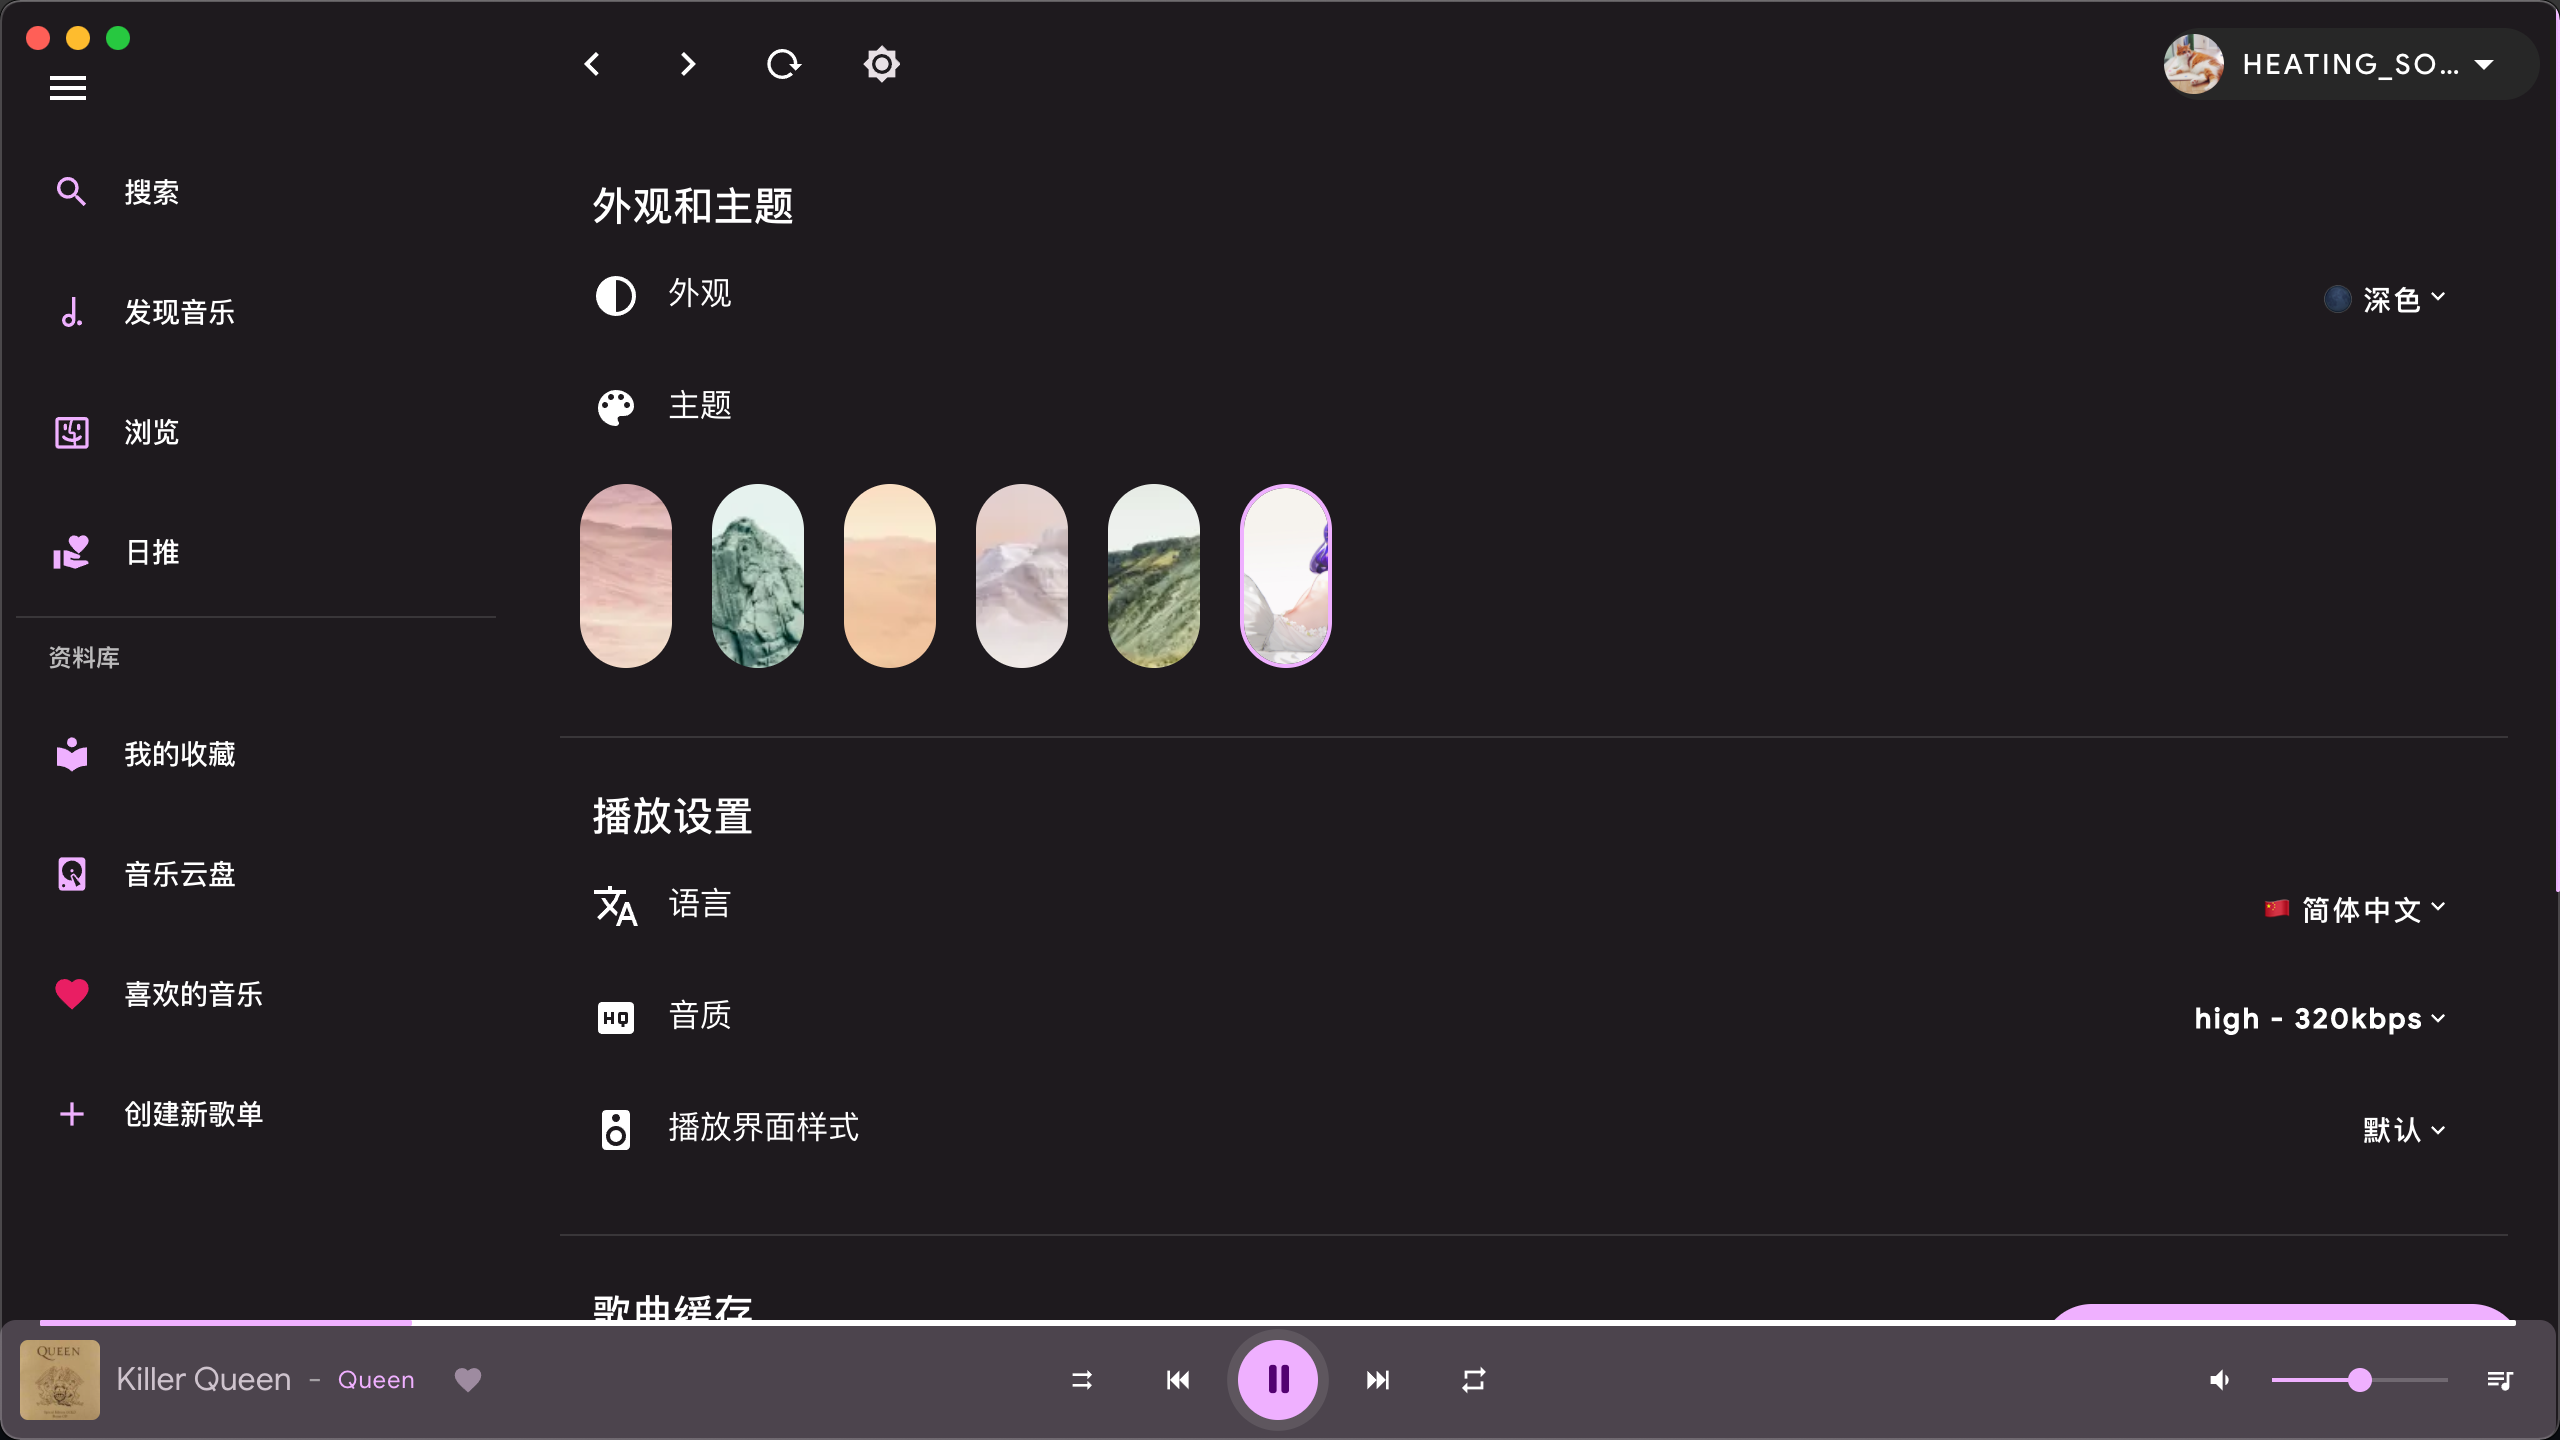 HEATING_SO...
搜索
发现音乐
浏览
日推
资料库
我的收藏
音乐云盘
喜欢的音乐
创建新歌单
外观和主题
外观
深色
主题
播放设置
语言
简体中文
音质
HQ
high - 320kbps
播放界面样式
默认
歌曲缓存
QUEEN
Killer Queen - Queen